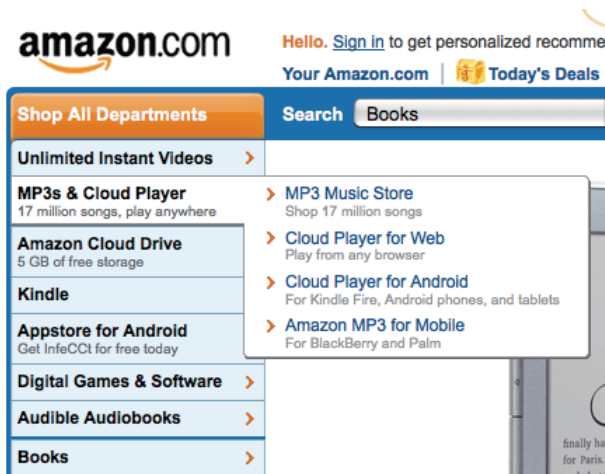 amazon.com
Hello. Sign in to get personalized recomme
Your Amazon.com | Today's Deals
Shop All Departments
Search Books
Unlimited Instant Videos
MP3s & Cloud Player
17 million songs, play anywhere
MP3 Music Store
Shop 17 million songs
Cloud Player for Web
Play from any browser
Cloud Player for Android
For Kindle Fire, Android phones, and tablets
Amazon MP3 for Mobile
For BlackBerry and Palm
Amazon Cloud Drive
5 GB of free storage
Kindle
Appstore for Android
Get InfeCCt for free today
Digital Games & Software
Audible Audiobooks
Books
finally ha
for Paris.